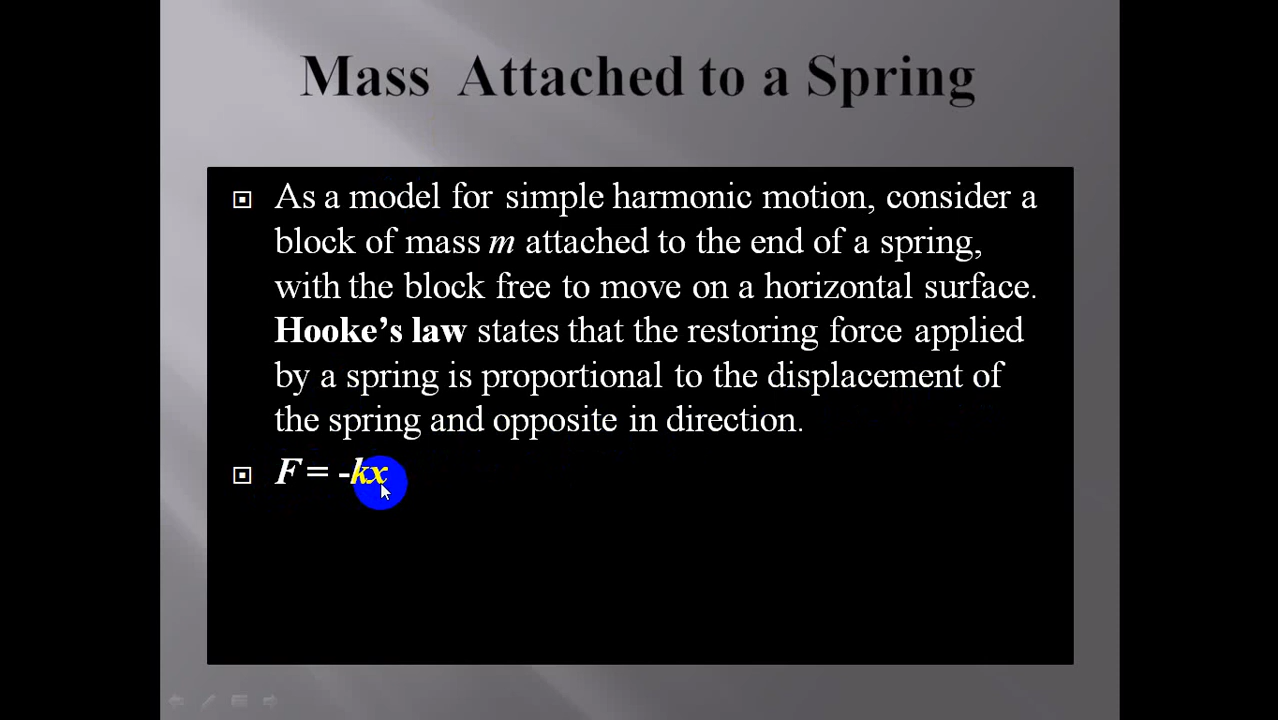 Mass Attached to a Spring
As a model for simple harmonic motion, consider a
block of mass m attached to the end of a spring,
with the block free to move on a horizontal surface.
Hooke’s law states that the restoring force applied
by a spring is proportional to the displacement of
the spring and opposite in direction.
F = -kx